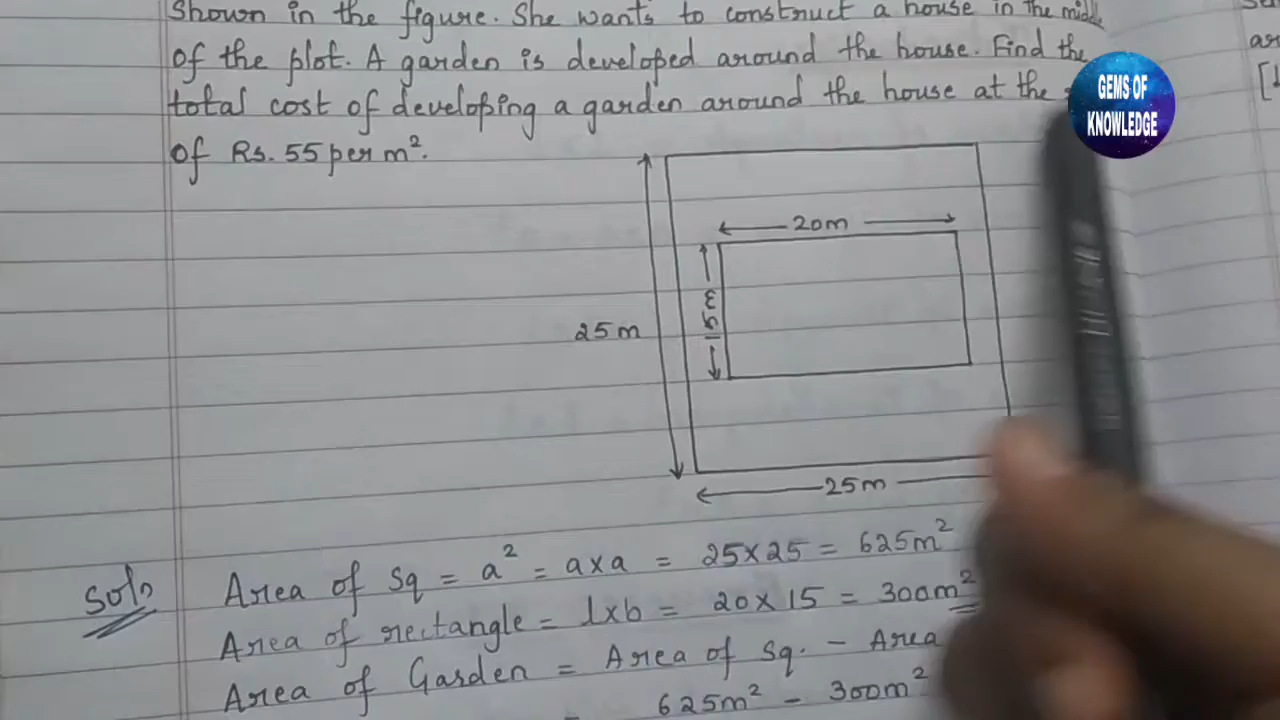 Shown in the figure. She wants to construct a house in the middle
of the plot. A garden is developed around the house. Find the
total cost of developing a garden around the house at the
of Rs. 55 per m².
GEMS OF
KNOWLEDGE
20m
25m
25m
Soln
Area of Sq = a² = a×a = 25×25 = 625m²
Area of rectangle = l×b = 20×15 = 300m²
Area of Garden = Area of Sq. - Area
= 625m² - 300m²